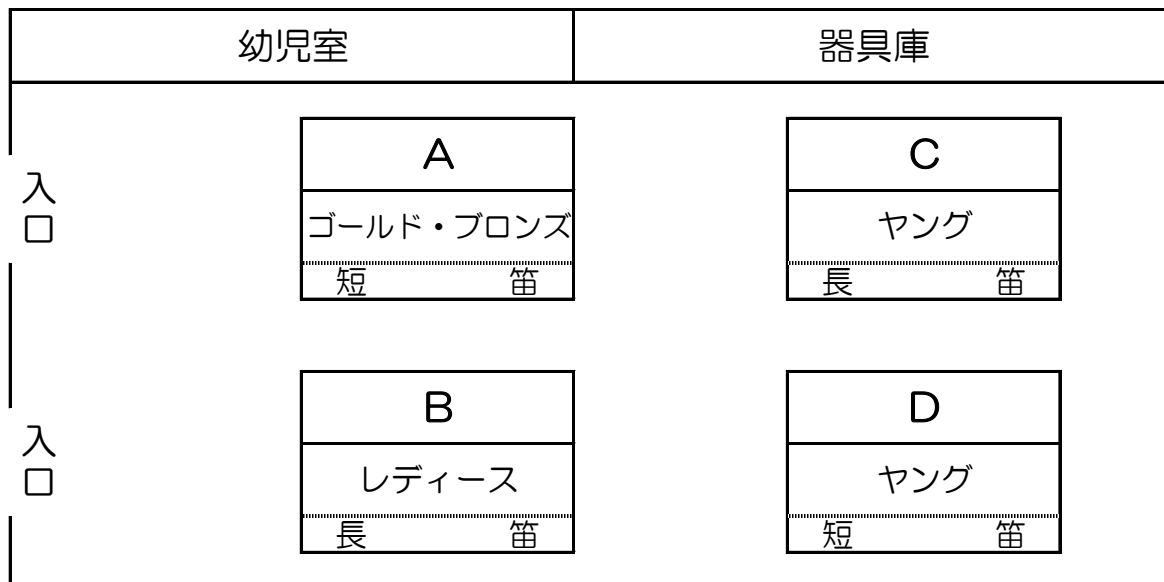 幼児室 器具庫
入口
A
ゴールド・ブロンズ
短 笛
C
ヤング
長 笛
入口
B
レディース
長 笛
D
ヤング
短 笛